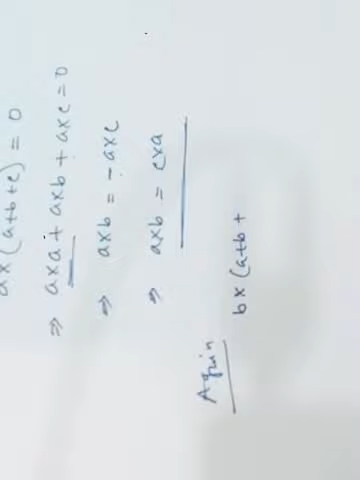 a×(a+b+c) = 0
⇒ a×a + a×b + a×c = 0
⇒ a×b = -a×c
⇒ a×b = c×a
Again
b×(a+b+